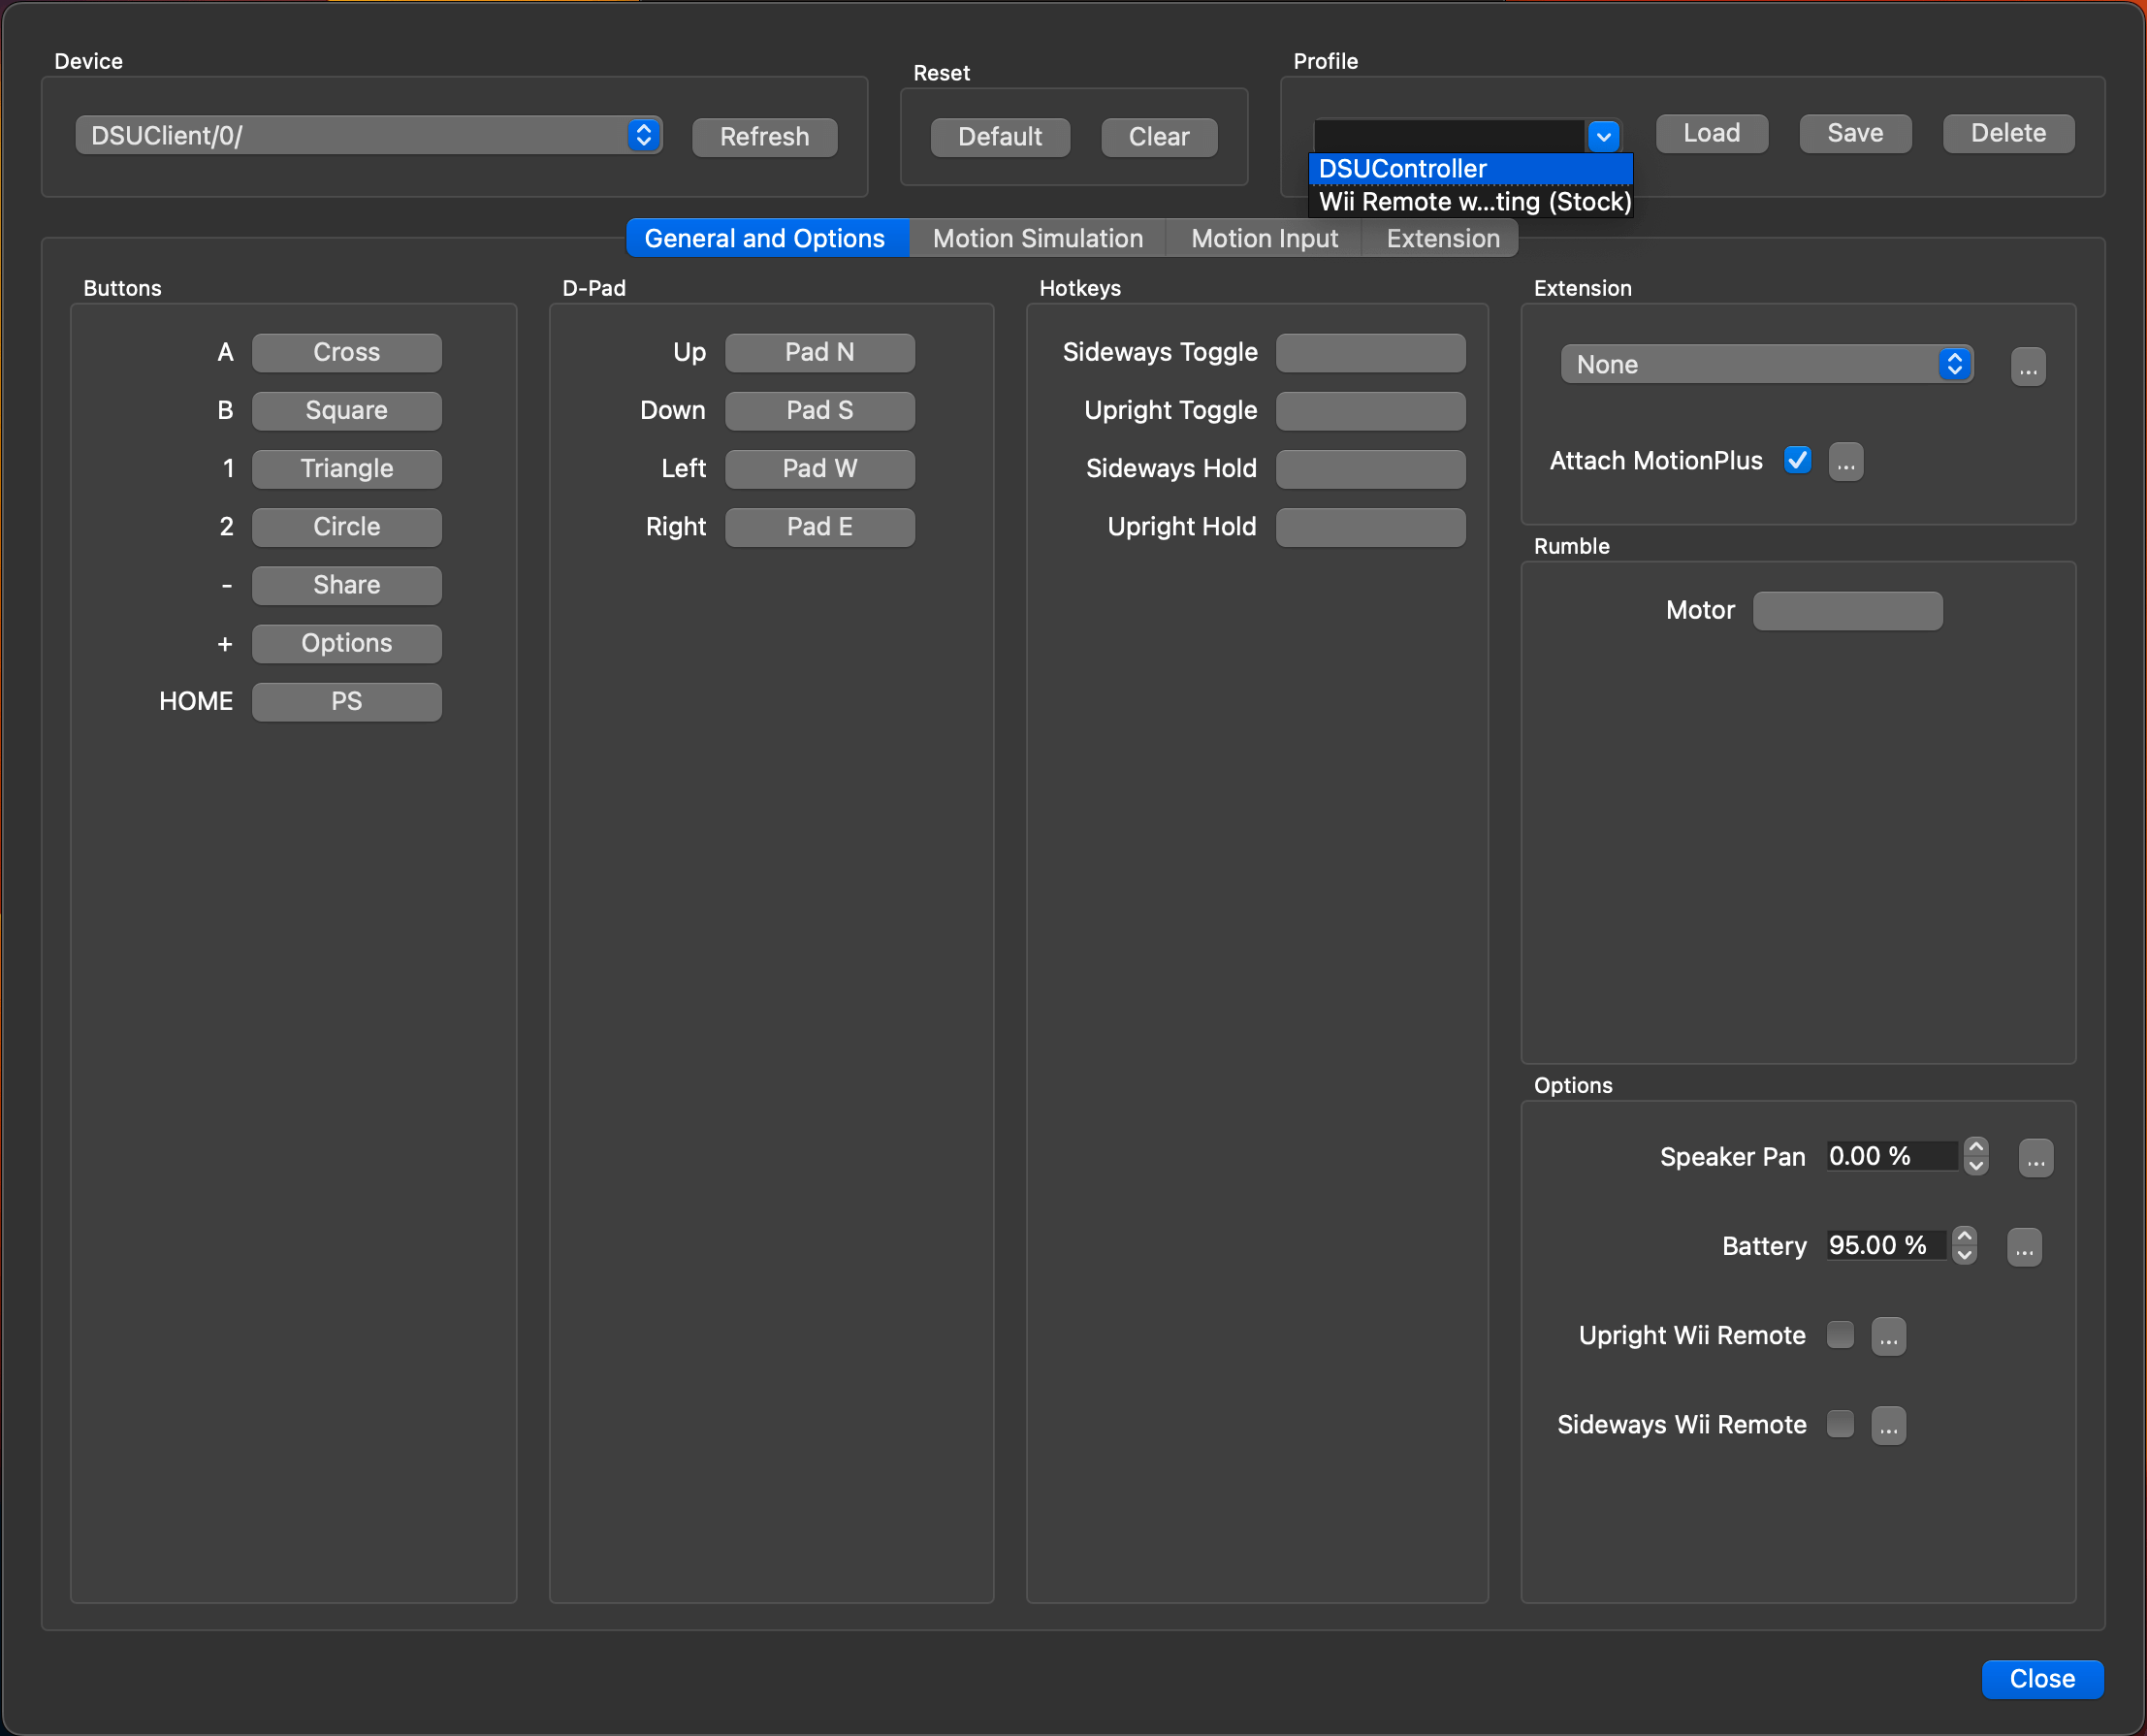 Device
DSUClient/0/
Refresh
Reset
Default
Clear
Profile
Load
Save
Delete
DSUController
Wii Remote w...ting (Stock)
General and Options
Motion Simulation
Motion Input
Extension
Buttons
A Cross
B Square
1 Triangle
2 Circle
- Share
+ Options
HOME PS
D-Pad
Up Pad N
Down Pad S
Left Pad W
Right Pad E
Hotkeys
Sideways Toggle
Upright Toggle
Sideways Hold
Upright Hold
Extension
None ...
Attach MotionPlus ...
Rumble
Motor
Options
Speaker Pan 0.00 % ...
Battery 95.00 % ...
Upright Wii Remote ...
Sideways Wii Remote ...
Close